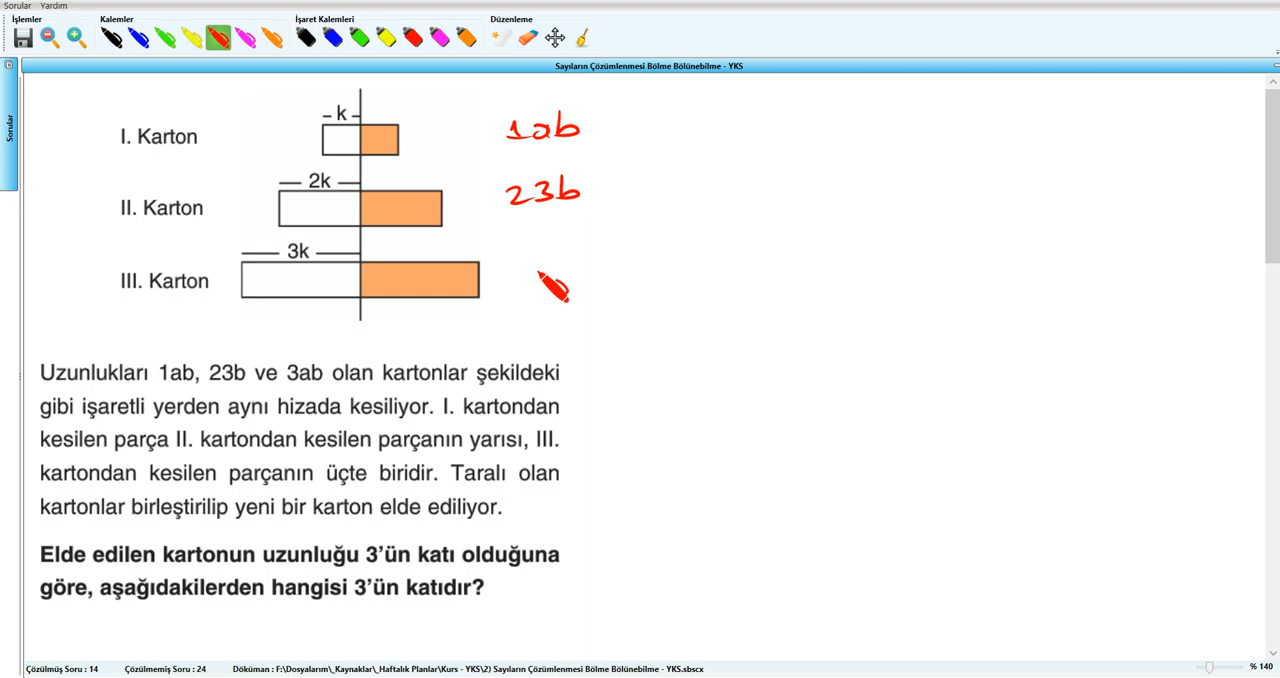 Sorular Yardım
İşlemler Kalemler İşaret Kalemleri Düzenleme
Sayıların Çözümlenmesi Bölme Bölünebilme - YKS
Sorular
k
I. Karton
1ab
2k
II. Karton
23b
3k
III. Karton
Uzunlukları 1ab, 23b ve 3ab olan kartonlar şekildeki
gibi işaretli yerden aynı hizada kesiliyor. I. kartondan
kesilen parça II. kartondan kesilen parçanın yarısı, III.
kartondan kesilen parçanın üçte biridir. Taralı olan
kartonlar birleştirilip yeni bir karton elde ediliyor.
Elde edilen kartonun uzunluğu 3’ün katı olduğuna
göre, aşağıdakilerden hangisi 3’ün katıdır?
Çözülmüş Soru : 14 Çözülmemiş Soru : 24 Döküman : F:\Dosyalarım\_Kaynaklar\_Haftalık Planlar\Kurs - YKS\2) Sayıların Çözümlenmesi Bölme Bölünebilme - YKS.sbscx % 140